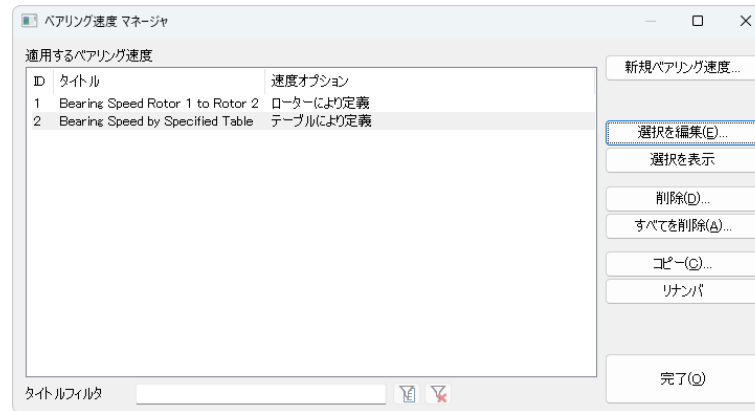 ベアリング速度 マネージャ
適用するベアリング速度
ID タイトル 速度オプション
1 Bearing Speed Rotor 1 to Rotor 2 ローターにより定義
2 Bearing Speed by Specified Table テーブルにより定義
タイトルフィルタ
新規ベアリング速度...
選択を編集(E)...
選択を表示
削除(D)...
すべてを削除(A)...
コピー(C)...
リナンバ
完了(O)